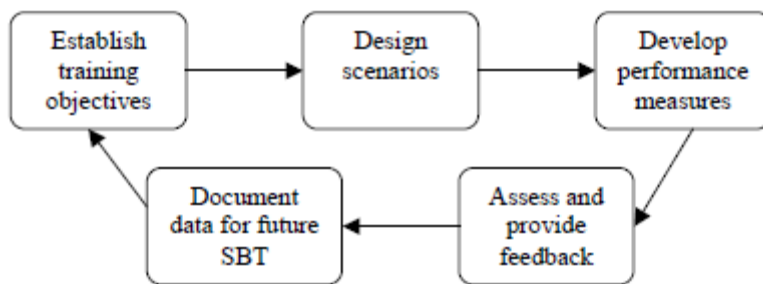 Establish
training
objectives
Design
scenarios
Develop
performance
measures
Document
data for future
SBT
Assess and
provide
feedback